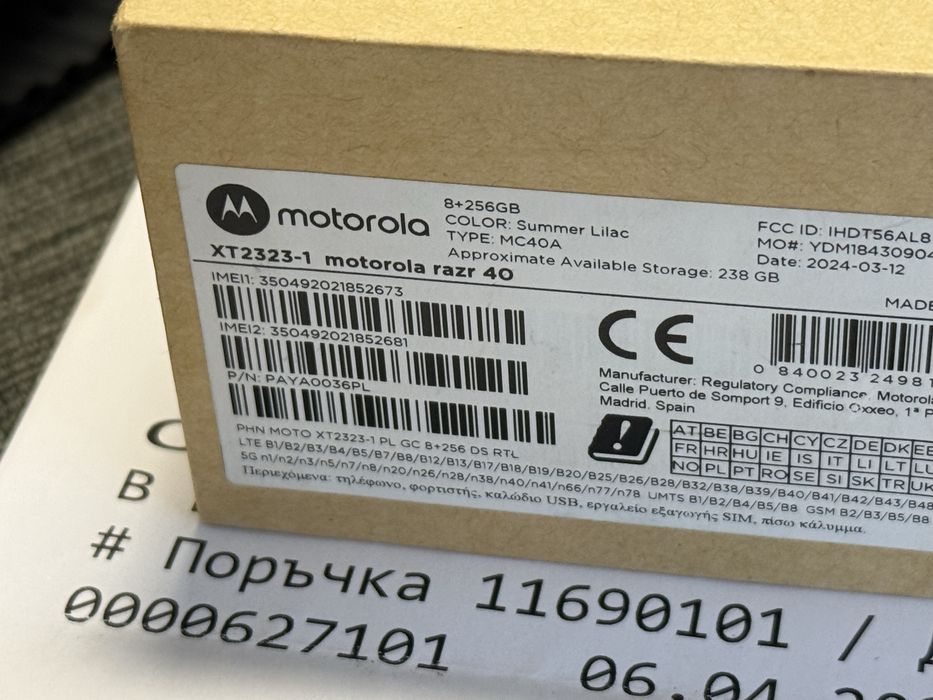 motorola
8+256GB
COLOR: Summer Lilac
TYPE: MC40A
Approximate Available Storage: 238 GB
FCC ID: IHDT56AL8
MO#: YDM18430904
Date: 2024-03-12
XT2323-1 motorola razr 40
MADE
IMEI1: 350492021852673
IMEI2: 350492021852681
P/N: PAYA0036PL
CE
0 840023 24981
Manufacturer: Regulatory Compliance, Motorola
Calle Puerto de Somport 9, Edificio Oxxeo, 1ª P
Madrid, Spain
AT BE BG CH CY CZ DE DK EE
FR HR HU IE IS IT LI LT LU
NO PL PT RO SE SI SK TR UK
PHN MOTO XT2323-1 PL GC 8+256 DS RTL
LTE B1/B2/B3/B4/B5/B7/B8/B12/B13/B17/B18/B19/B20/B25/B26/B28/B32/B38/B39/B40/B41/B42/B43/B48
5G n1/n2/n3/n5/n7/n8/n20/n26/n28/n38/n40/n41/n66/n77/n78 UMTS B1/B2/B4/B5/B8 GSM B2/B3/B5/B8
Περιεχόμενα: τηλέφωνο, φορτιστής, καλώδιο USB, εργαλείο εξαγωγής SIM, πίσω κάλυμμα.
В
# Поръчка 11690101 /
0000627101
06.04